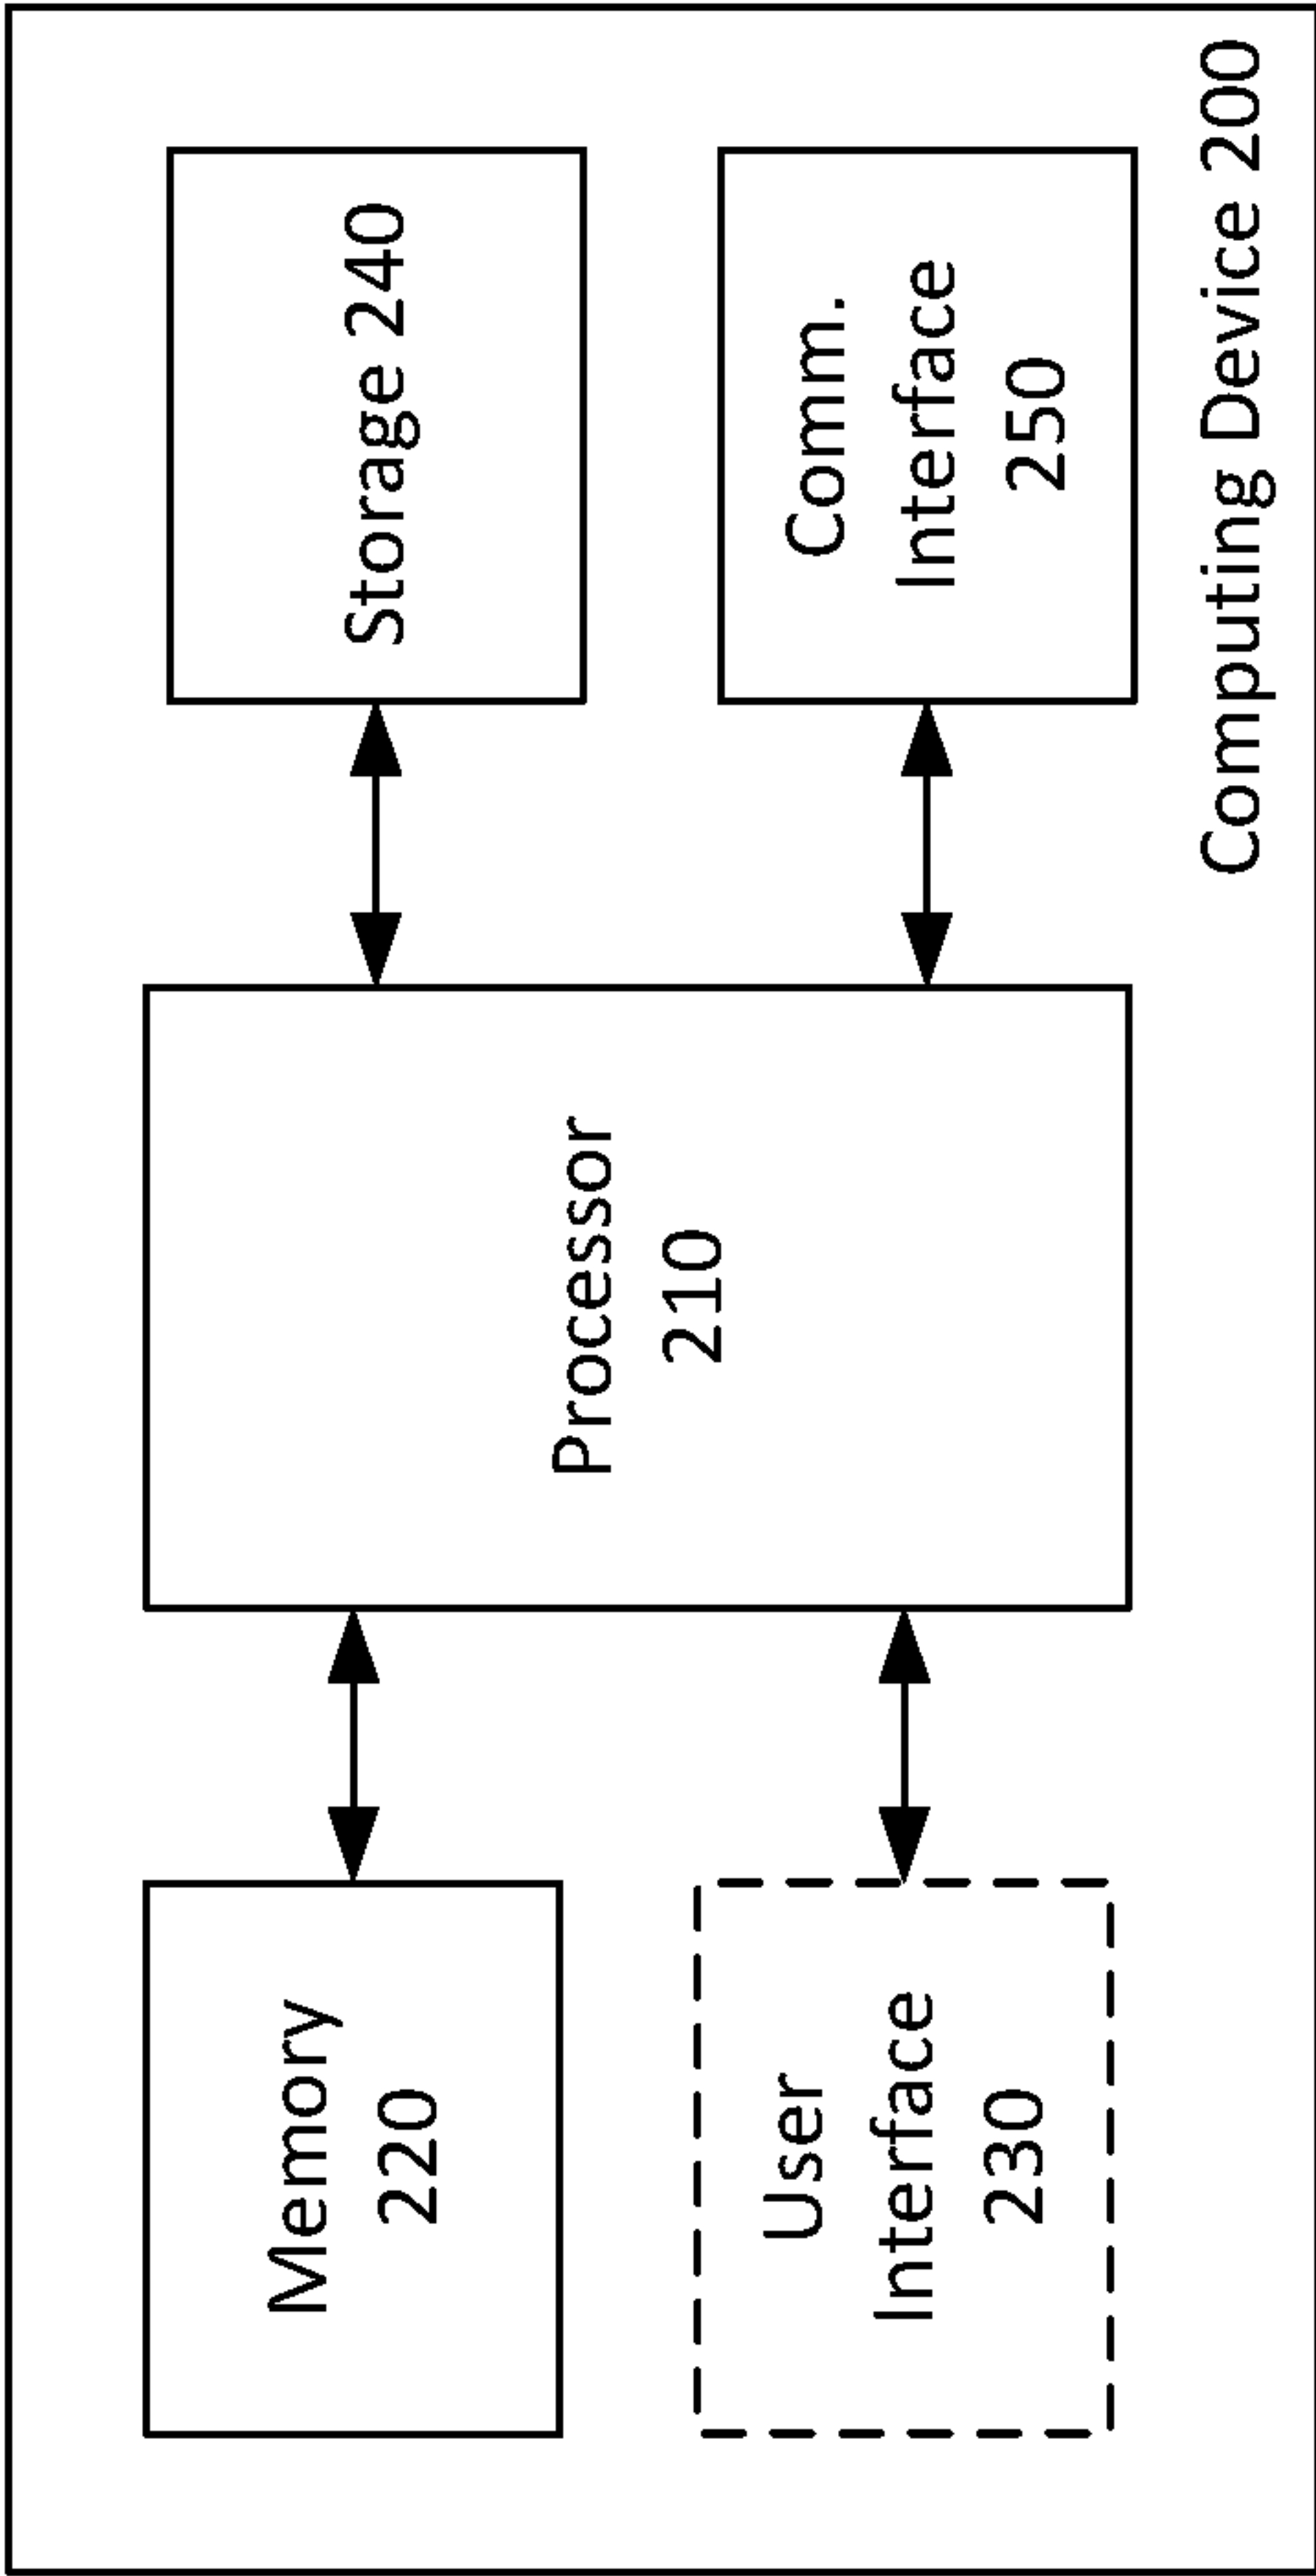 Memory
220
User
Interface
230
Processor
210
Storage 240
Comm.
Interface
250
Computing Device 200